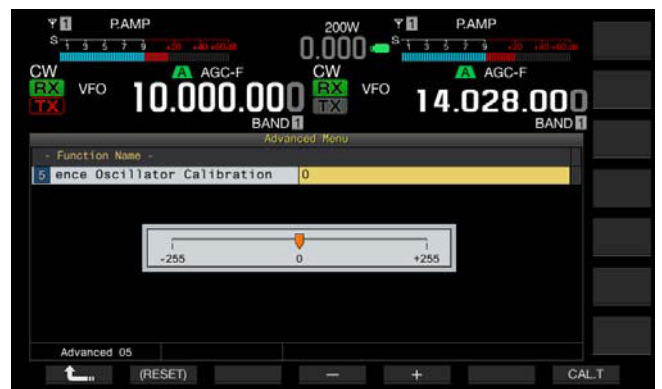 1 P.AMP 200W 1 P.AMP
S 1 3 5 7 9 +20 +40 +60dB 0.000 S 1 3 5 7 9 +20 +40 +60dB
CW A AGC-F CW A AGC-F
RX VFO 10.000.000 RX VFO 14.028.000
TX TX
BAND 1 BAND 1
Advanced Menu
- Function Name -
5 ence Oscillator Calibration 0
-255 0 +255
Advanced 05
(RESET) − + CAL.T